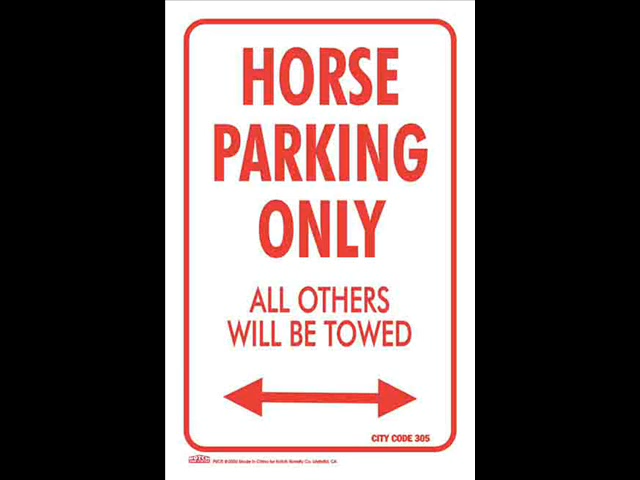 HORSE
PARKING
ONLY
ALL OTHERS
WILL BE TOWED
CITY CODE 305